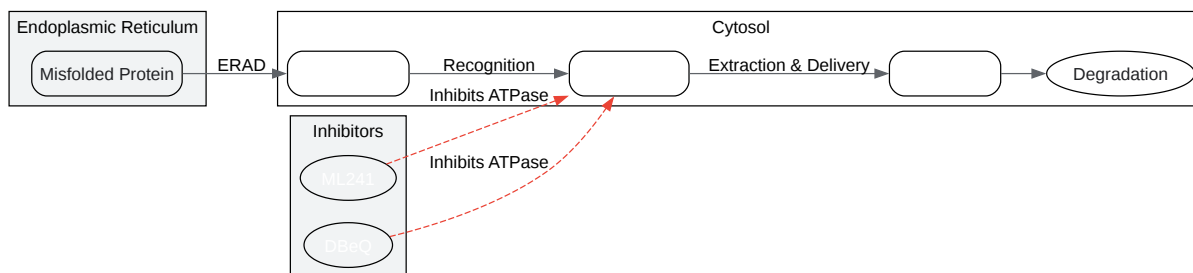 Endoplasmic Reticulum
Cytosol
Misfolded Protein
ERAD
Recognition
Extraction & Delivery
Degradation
Inhibits ATPase
Inhibitors
ML241
Inhibits ATPase
DBeQ